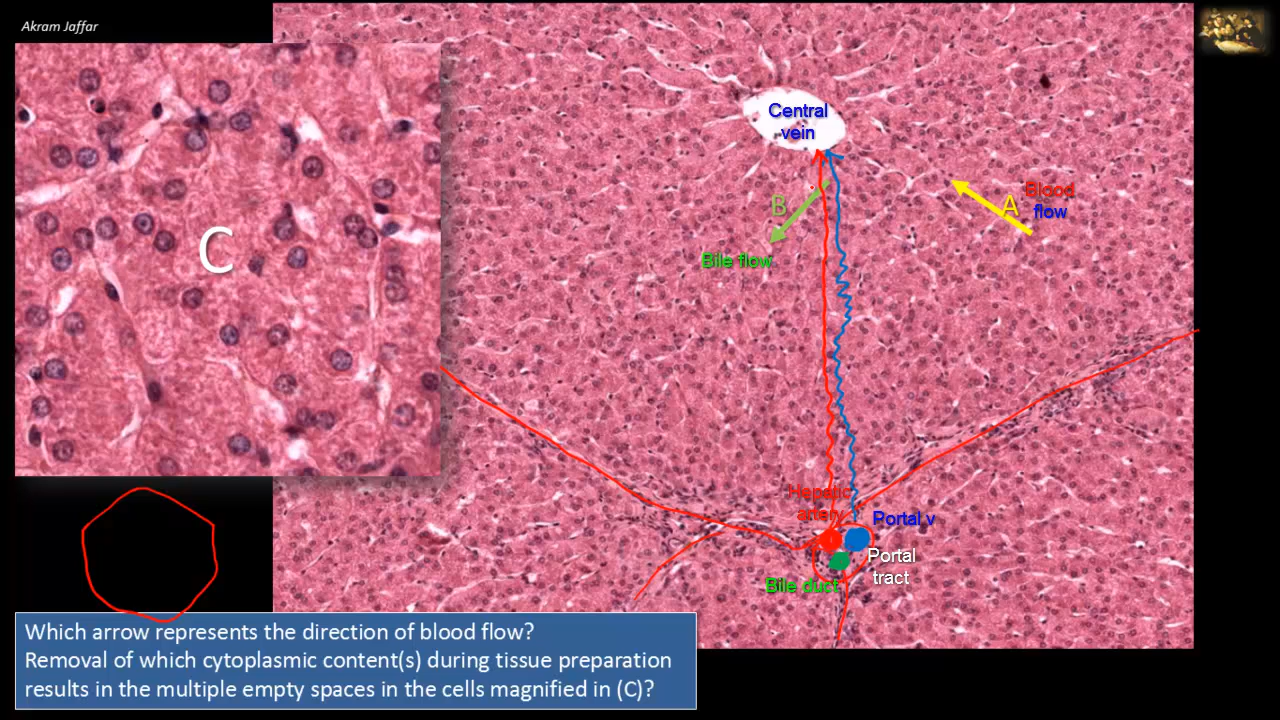 Akram Jaffar
Central
vein
C
B
A
Blood
flow
Bile flow
Hepatic
artery
Portal v
Portal
tract
Bile duct
Which arrow represents the direction of blood flow?
Removal of which cytoplasmic content(s) during tissue preparation
results in the multiple empty spaces in the cells magnified in (C)?